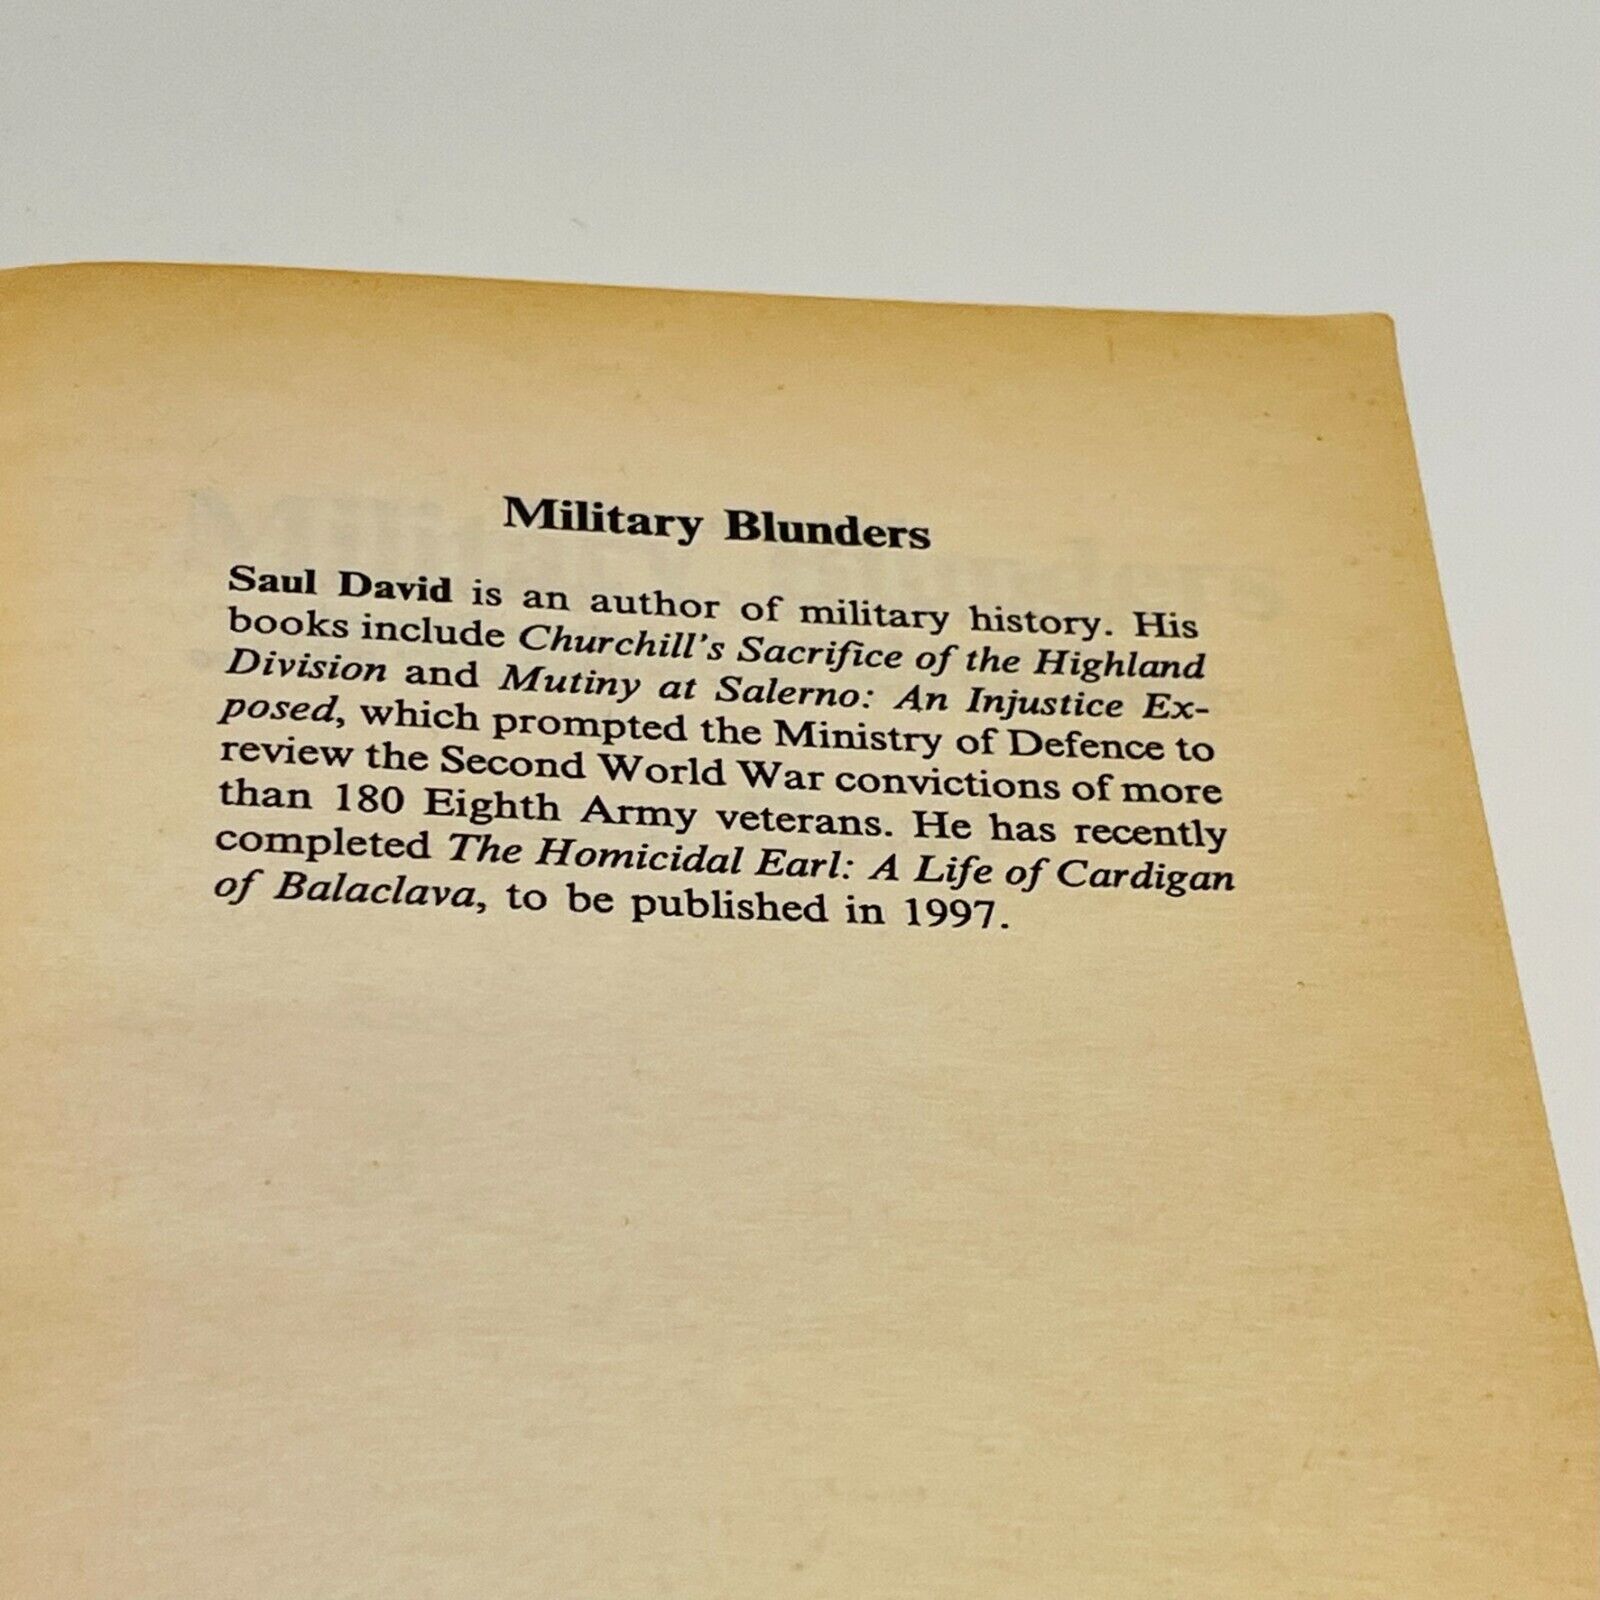 Military Blunders
Saul David is an author of military history. His
books include Churchill's Sacrifice of the Highland
Division and Mutiny at Salerno: An Injustice Ex-
posed, which prompted the Ministry of Defence to
review the Second World War convictions of more
than 180 Eighth Army veterans. He has recently
completed The Homicidal Earl: A Life of Cardigan
of Balaclava, to be published in 1997.